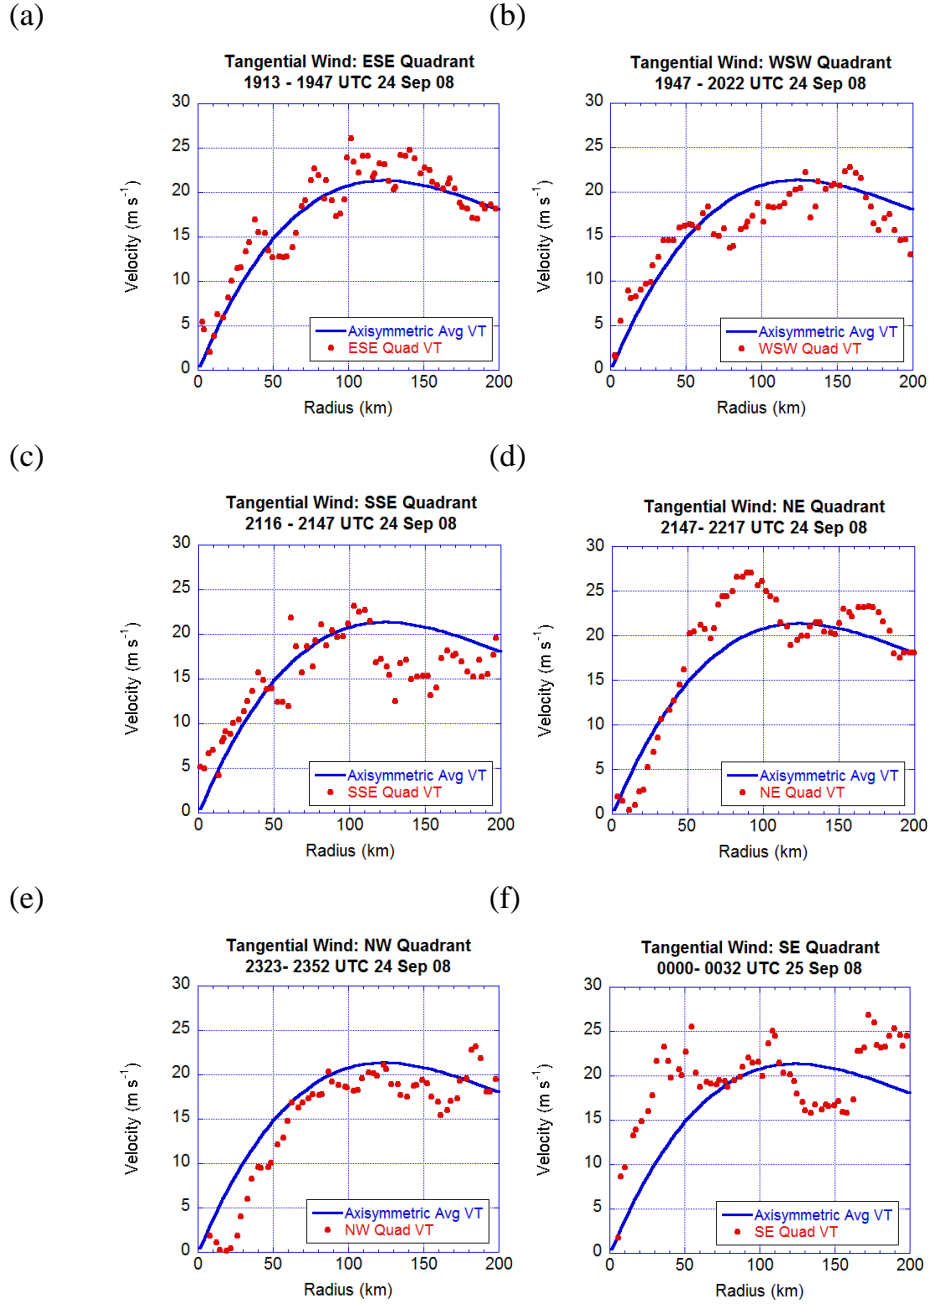 (a)
Tangential Wind: ESE Quadrant
1913 - 1947 UTC 24 Sep 08
30
25
20
15
10
5
0
Velocity (m s⁻¹)
Axisymmetric Avg VT
ESE Quad VT
0 50 100 150 200
Radius (km)
(b)
Tangential Wind: WSW Quadrant
1947 - 2022 UTC 24 Sep 08
30
25
20
15
10
5
0
Velocity (m s⁻¹)
Axisymmetric Avg VT
WSW Quad VT
0 50 100 150 200
Radius (km)
(c)
Tangential Wind: SSE Quadrant
2116 - 2147 UTC 24 Sep 08
30
25
20
15
10
5
0
Velocity (m s⁻¹)
Axisymmetric Avg VT
SSE Quad VT
0 50 100 150 200
Radius (km)
(d)
Tangential Wind: NE Quadrant
2147- 2217 UTC 24 Sep 08
30
25
20
15
10
5
0
Velocity (m s⁻¹)
Axisymmetric Avg VT
NE Quad VT
0 50 100 150 200
Radius (km)
(e)
Tangential Wind: NW Quadrant
2323- 2352 UTC 24 Sep 08
30
25
20
15
10
5
0
Velocity (m s⁻¹)
Axisymmetric Avg VT
NW Quad VT
0 50 100 150 200
Radius (km)
(f)
Tangential Wind: SE Quadrant
0000- 0032 UTC 25 Sep 08
30
25
20
15
10
5
0
Velocity (m s⁻¹)
Axisymmetric Avg VT
SE Quad VT
0 50 100 150 200
Radius (km)